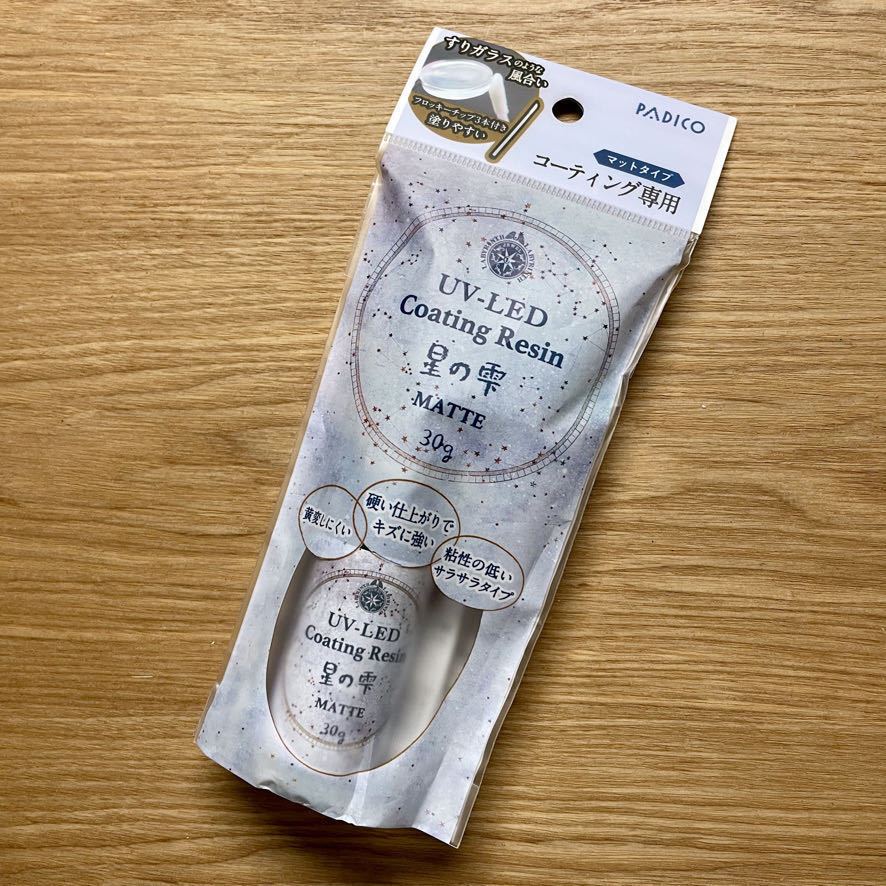 すりガラスのような
風合い
フロッキーチップ3本付き
塗りやすい
PADICO
マットタイプ
コーティング専用
LABYRINTH LABYRINTH
UV-LED
Coating Resin
星の雫
MATTE
30g
黄変しにくい
硬い仕上がりで
キズに強い
粘性の低い
サラサラタイプ
UV-LED
Coating Resin
星の雫
MATTE
30g